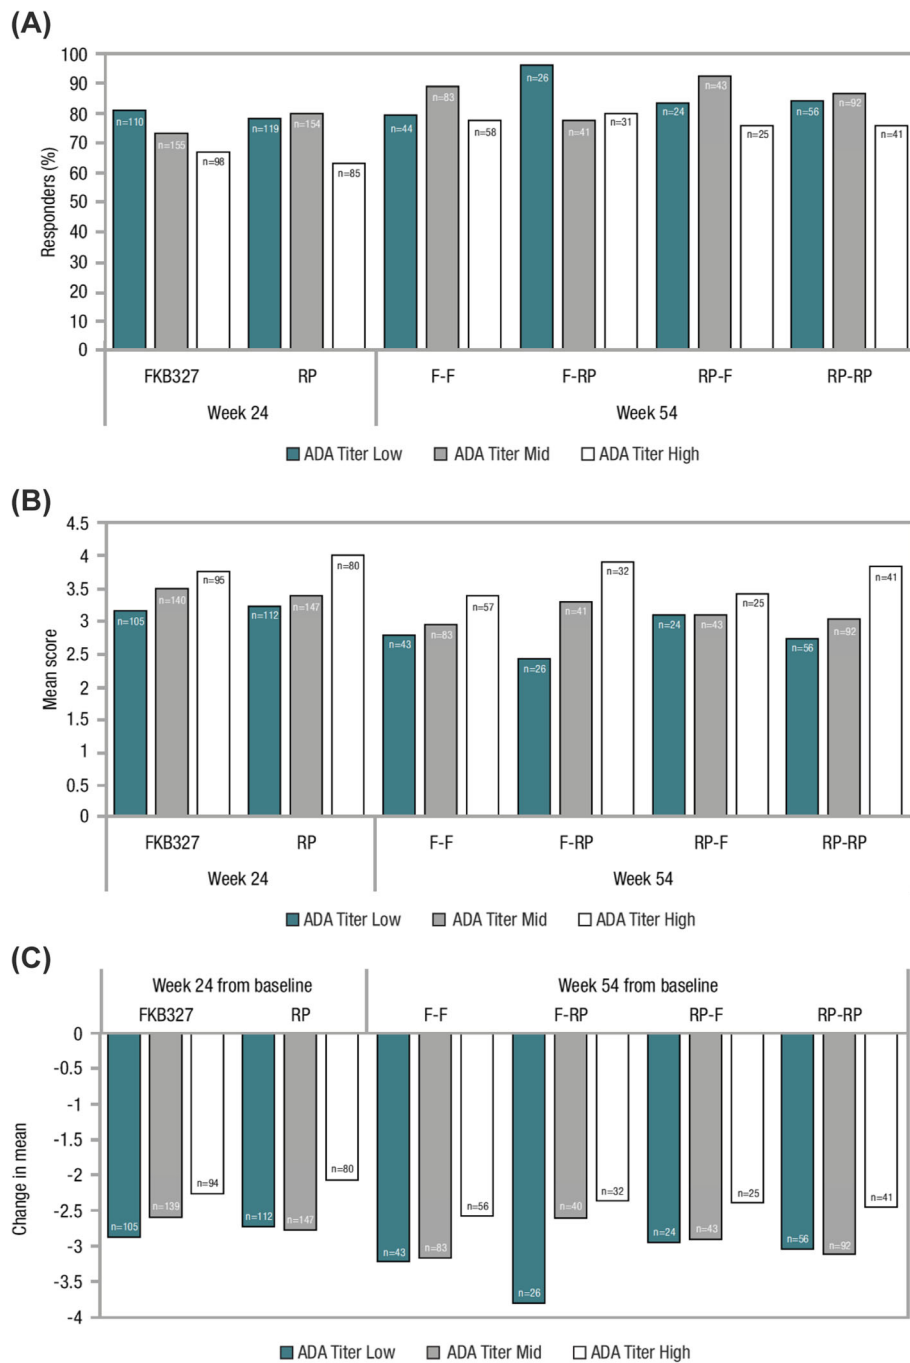 (A)
100
90
80
70
60
50
40
30
20
10
0
Responders (%)
n=110
n=155
n=98
n=119
n=154
n=85
n=44
n=83
n=58
n=26
n=41
n=31
n=24
n=43
n=25
n=56
n=92
n=41
FKB327 RP F-F F-RP RP-F RP-RP
Week 24 Week 54
ADA Titer Low ADA Titer Mid ADA Titer High
(B)
4.5
4
3.5
3
2.5
2
1.5
1
0.5
0
Mean score
n=105
n=140
n=95
n=112
n=147
n=80
n=43
n=83
n=57
n=26
n=41
n=32
n=24
n=43
n=25
n=56
n=92
n=41
FKB327 RP F-F F-RP RP-F RP-RP
Week 24 Week 54
ADA Titer Low ADA Titer Mid ADA Titer High
(C)
Week 24 from baseline Week 54 from baseline
FKB327 RP F-F F-RP RP-F RP-RP
0
-0.5
-1
-1.5
-2
-2.5
-3
-3.5
-4
Change in mean
n=105
n=139
n=94
n=112
n=147
n=80
n=43
n=83
n=56
n=26
n=40
n=32
n=24
n=43
n=25
n=56
n=92
n=41
ADA Titer Low ADA Titer Mid ADA Titer High